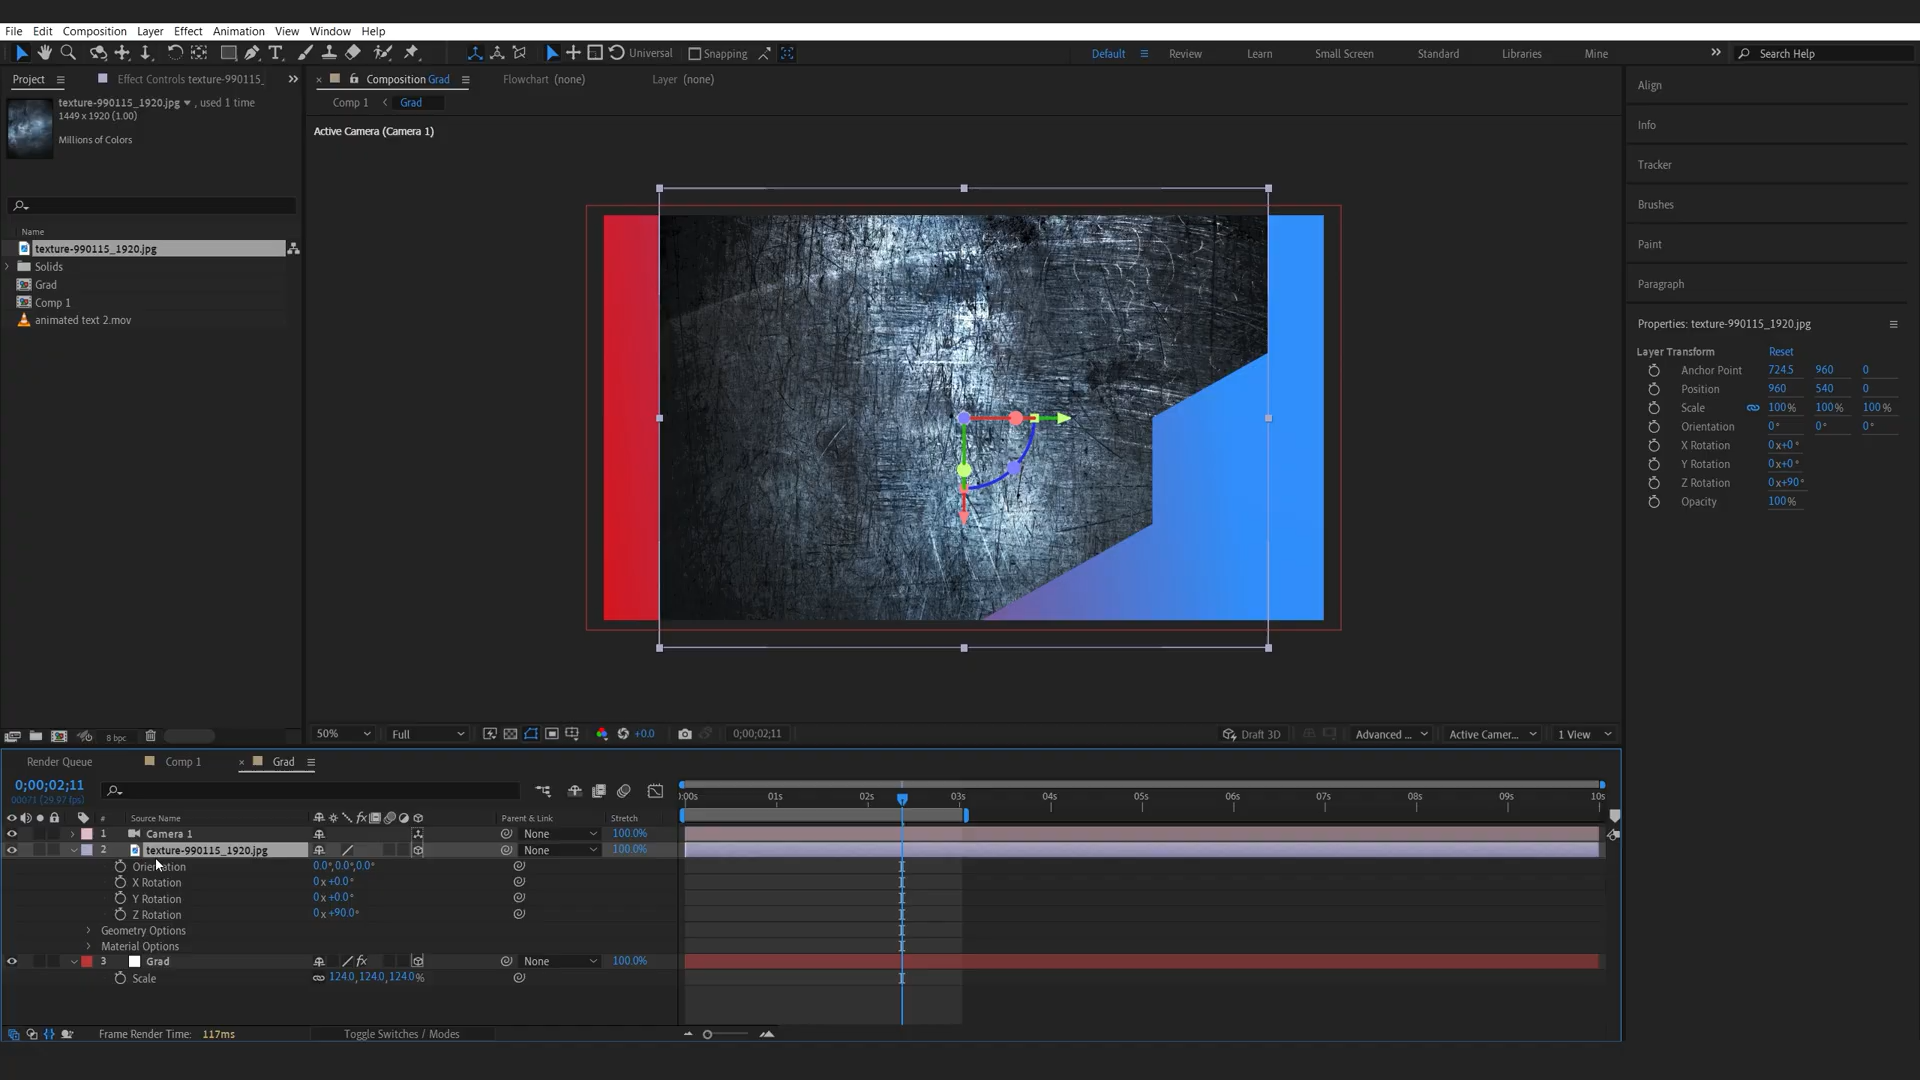 File Edit Composition Layer Effect Animation View Window Help
Universal Snapping Default Review Learn Small Screen Standard Libraries Mine Search Help
Project Effect Controls texture-990115_ Composition Grad Flowchart (none) Layer (none)
texture-990115_1920.jpg , used 1 time
1449 x 1920 (1.00)
Millions of Colors
Comp 1 Grad
Active Camera (Camera 1)
Name
texture-990115_1920.jpg
Solids
Grad
Comp 1
animated text 2.mov
Align
Info
Tracker
Brushes
Paint
Paragraph
Properties: texture-990115_1920.jpg
Layer Transform Reset
Anchor Point 724.5 960 0
Position 960 540 0
Scale 100% 100% 100%
Orientation 0° 0° 0°
X Rotation 0x+0°
Y Rotation 0x+0°
Z Rotation 0x+90°
Opacity 100%
8 bpc 50% Full +0.0 0;00;02;11 Draft 3D Advanced ... Active Camer... 1 View
Render Queue Comp 1 Grad
0;00;02;11
00071 (29.97 fps)
:00s 01s 02s 03s 04s 05s 06s 07s 08s 09s 10s
# Source Name fx Parent & Link Stretch
1 Camera 1 None 100.0%
2 texture-990115_1920.jpg None 100.0%
Orientation 0.0°,0.0°,0.0°
X Rotation 0x+0.0°
Y Rotation 0x+0.0°
Z Rotation 0x+90.0°
Geometry Options
Material Options
3 Grad fx None 100.0%
Scale 124.0,124.0,124.0%
Frame Render Time: 117ms Toggle Switches / Modes